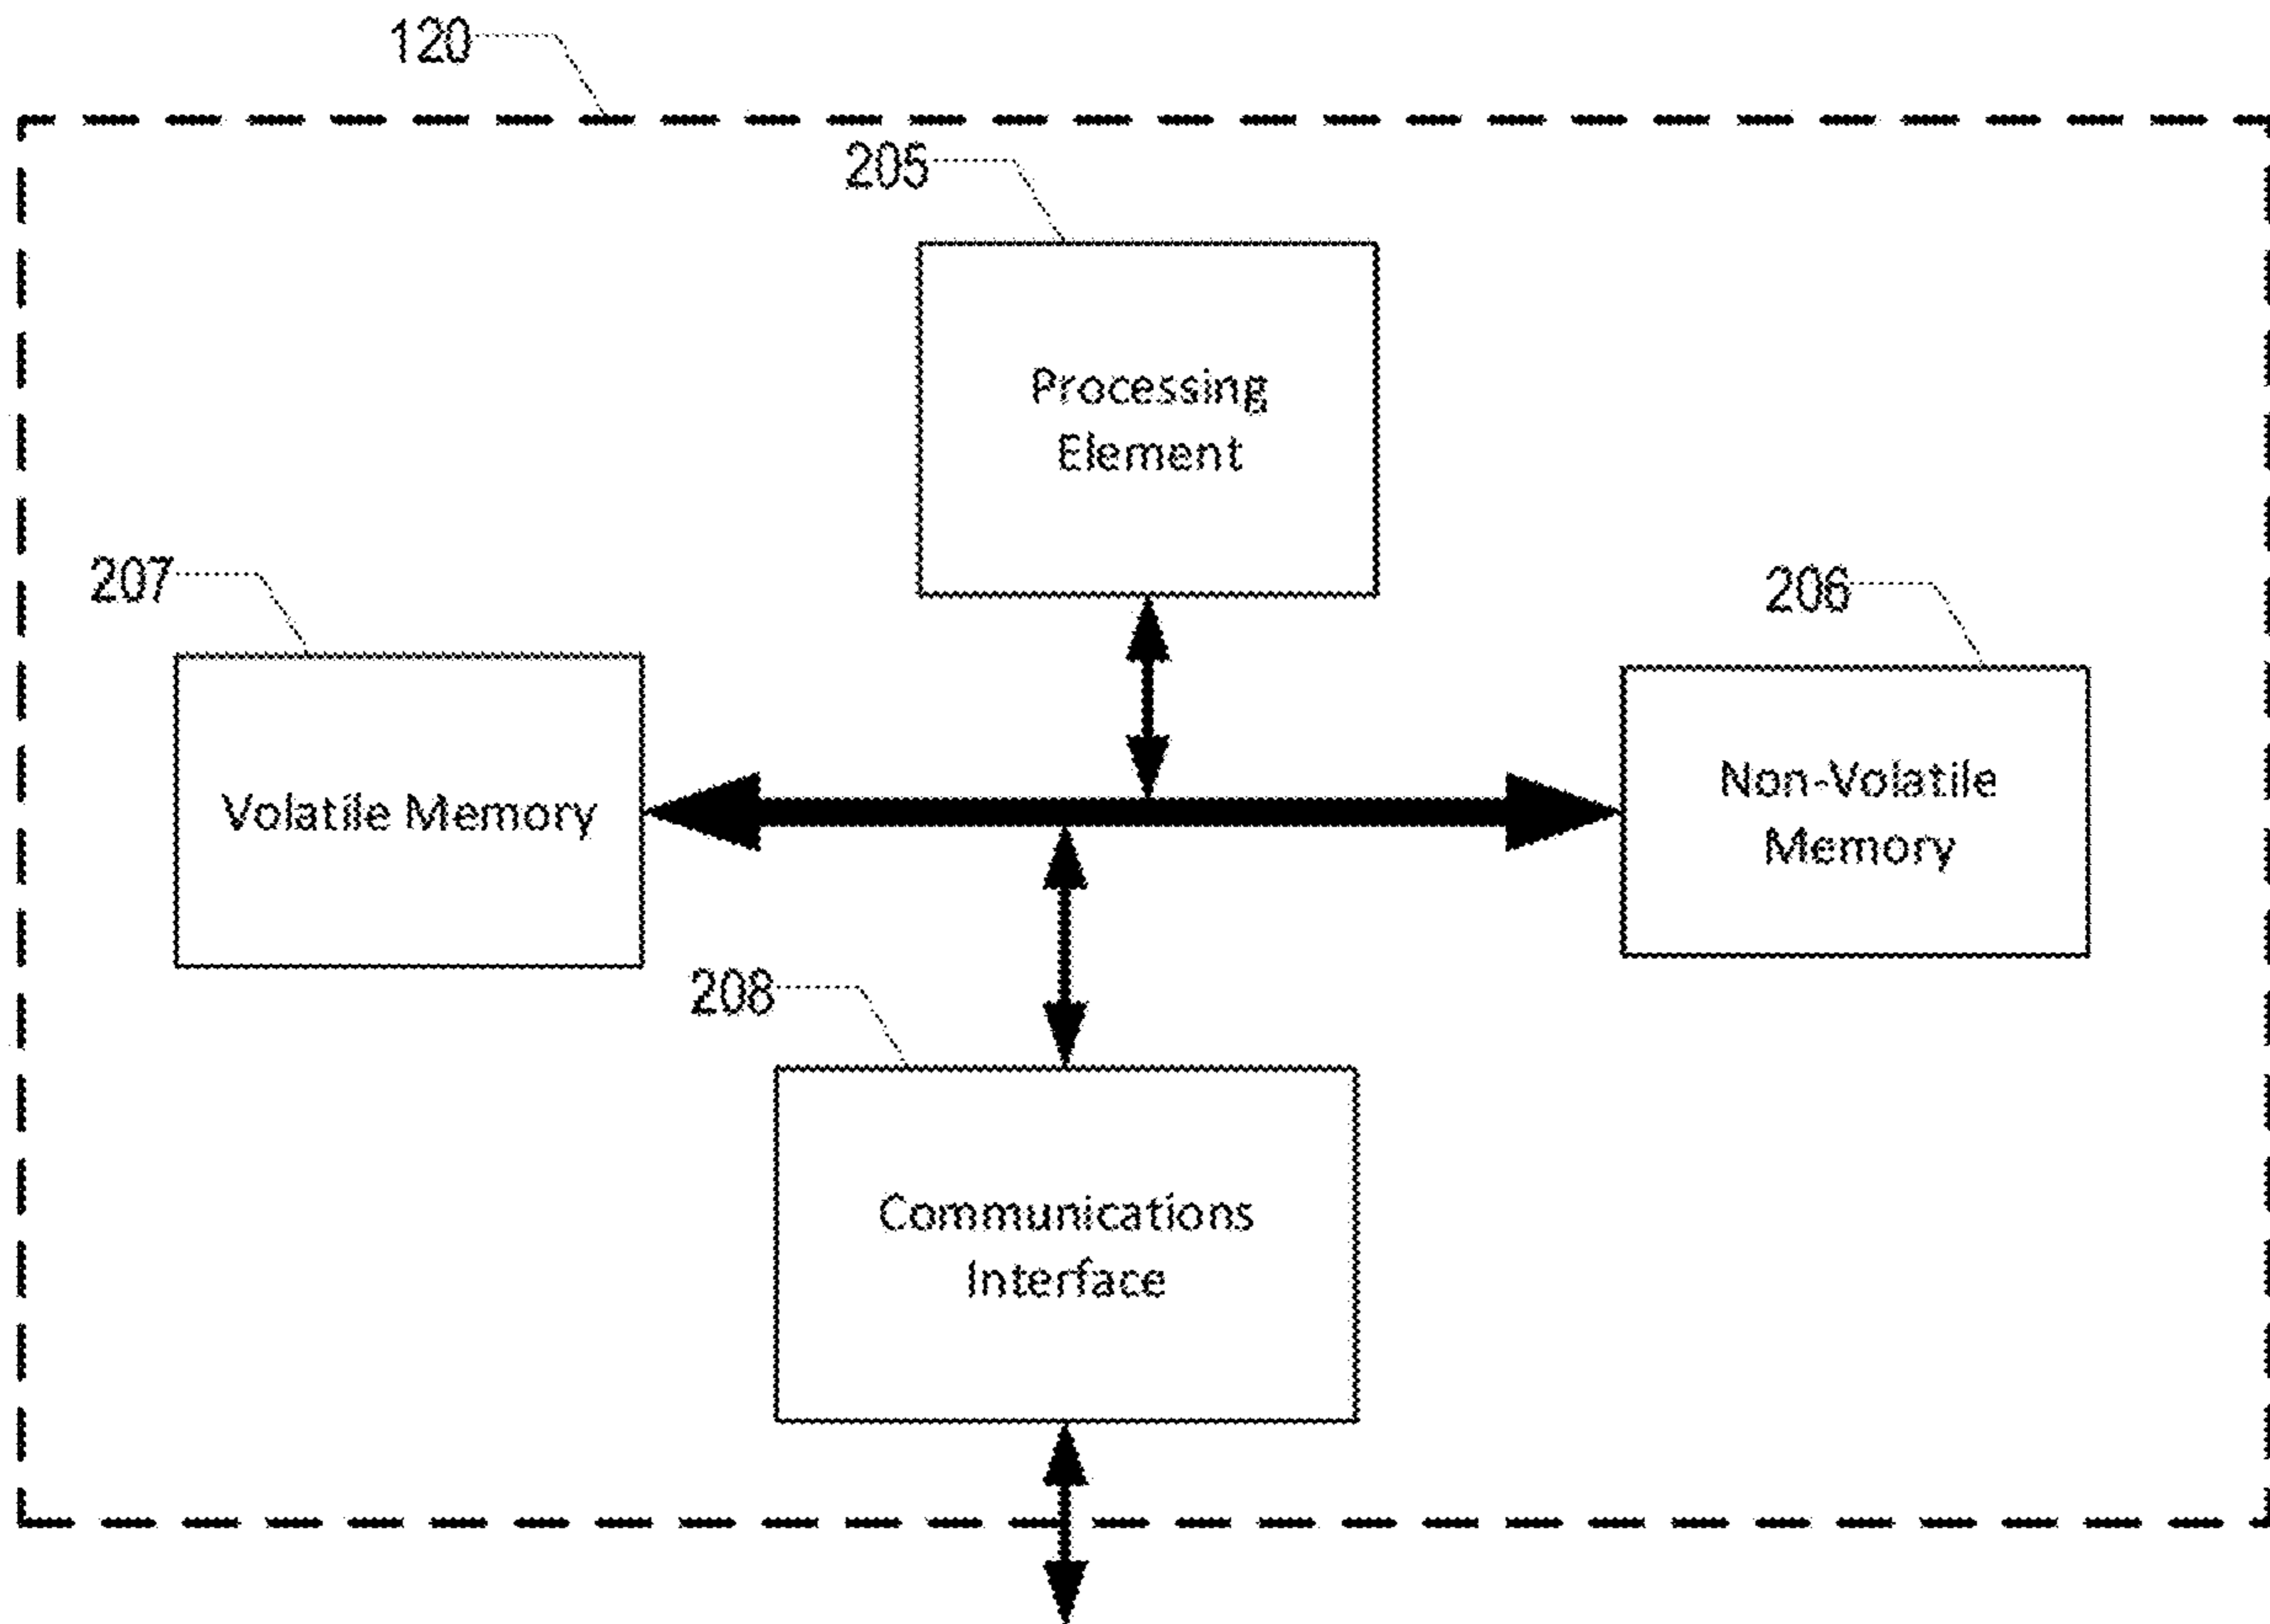 120
205
Processing
Element
207
206
Volatile Memory
Non-Volatile
Memory
208
Communications
Interface